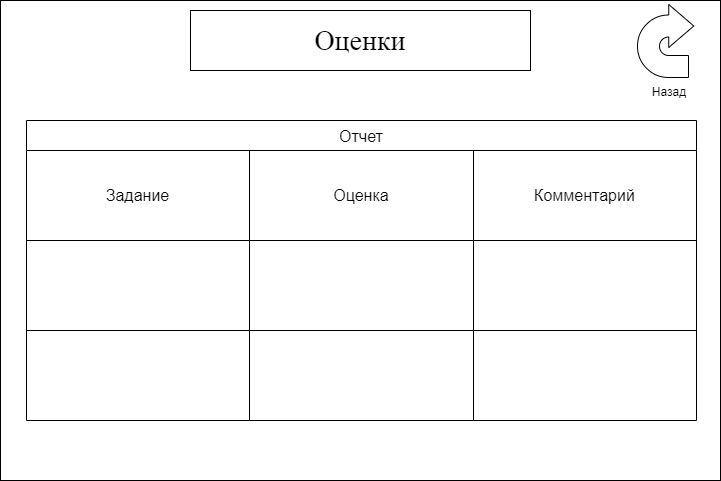 Оценки
Назад
Отчет
Задание
Оценка
Комментарий